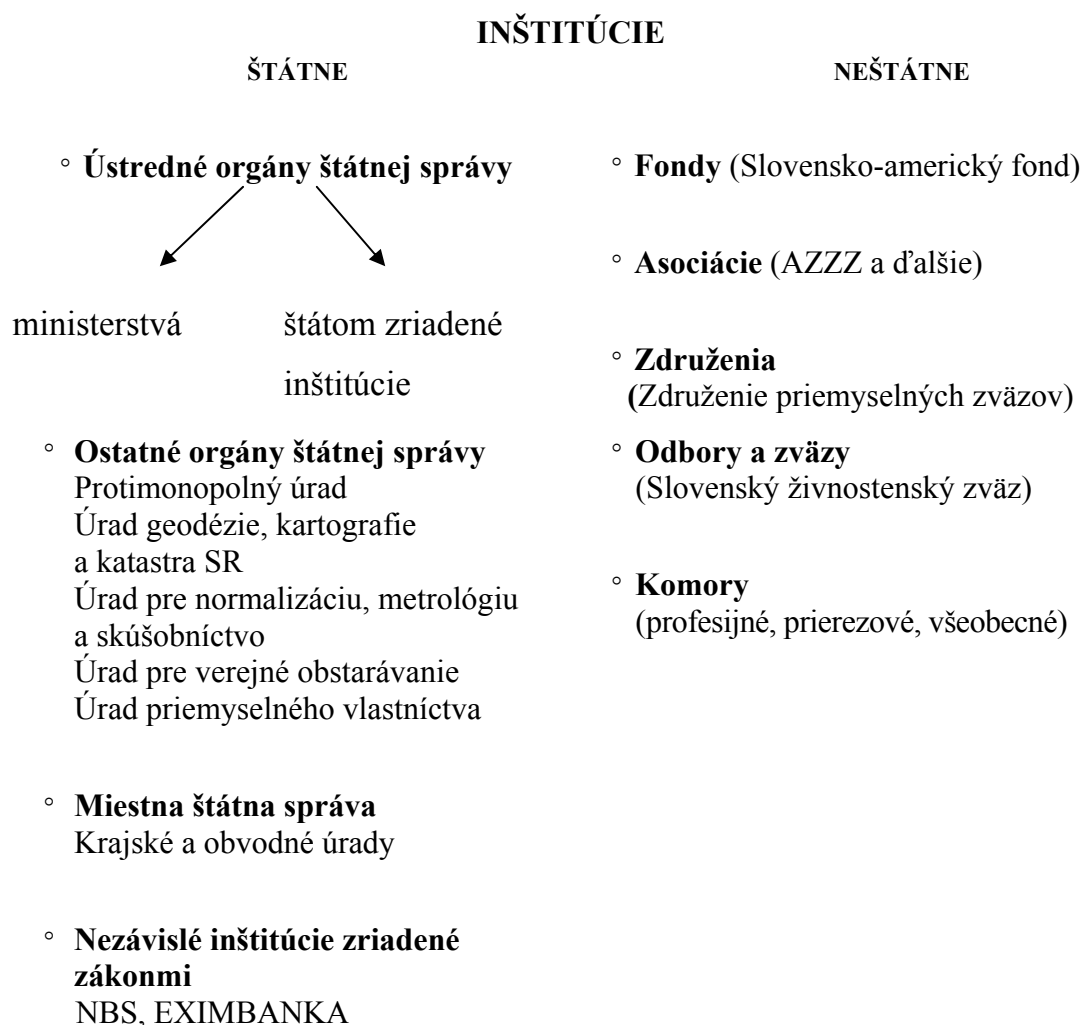 INŠTITÚCIE
ŠTÁTNE
NEŠTÁTNE
° Ústredné orgány štátnej správy
ministerstvá
štátom zriadené
inštitúcie
° Ostatné orgány štátnej správy
Protimonopolný úrad
Úrad geodézie, kartografie
a katastra SR
Úrad pre normalizáciu, metrológiu
a skúšobníctvo
Úrad pre verejné obstarávanie
Úrad priemyselného vlastníctva
° Miestna štátna správa
Krajské a obvodné úrady
° Nezávislé inštitúcie zriadené
zákonmi
NBS, EXIMBANKA
° Fondy (Slovensko-americký fond)
° Asociácie (AZZZ a ďalšie)
° Združenia
(Združenie priemyselných zväzov)
° Odbory a zväzy
(Slovenský živnostenský zväz)
° Komory
(profesijné, prierezové, všeobecné)